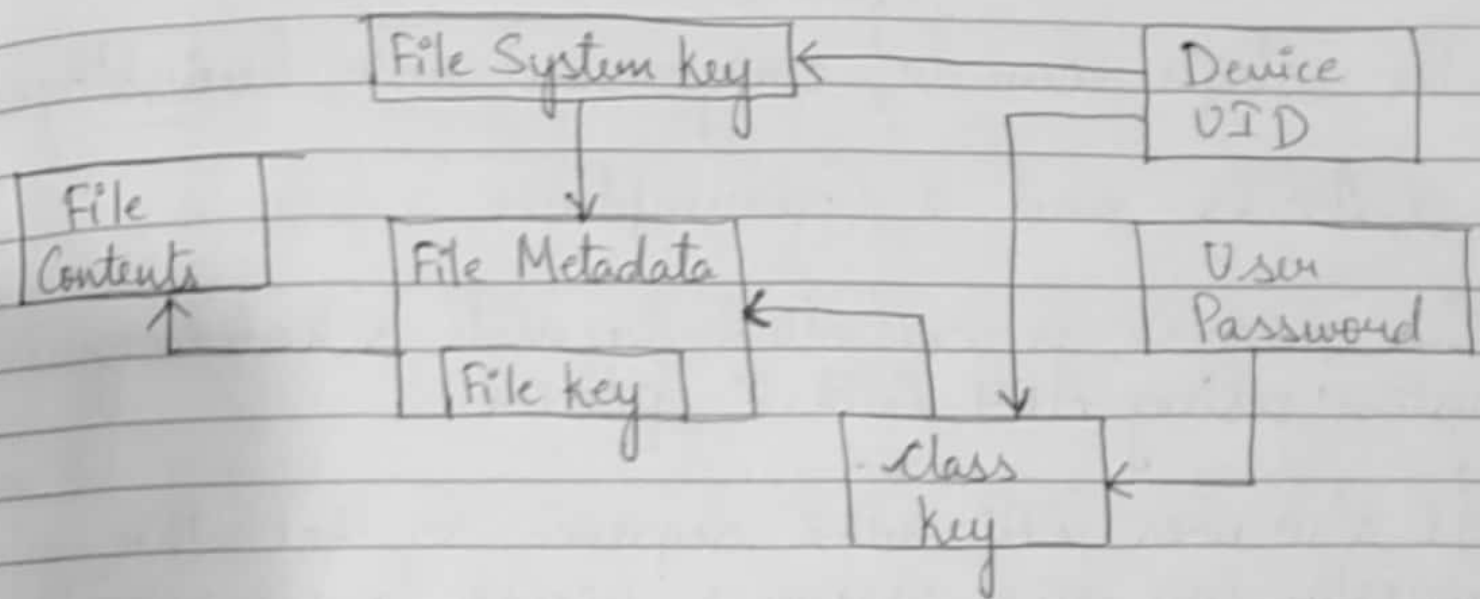 File System key
Device
UID
File
Contents
File Metadata
User
Password
File key
Class
key